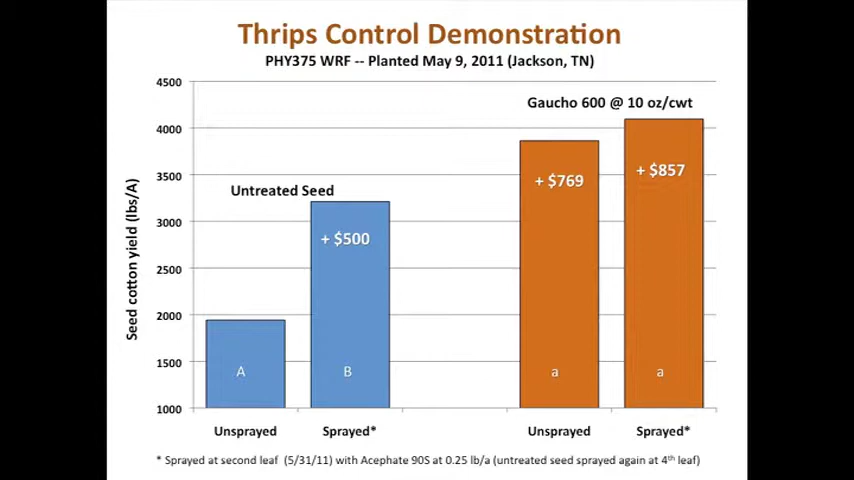 Thrips Control Demonstration
PHY375 WRF -- Planted May 9, 2011 (Jackson, TN)
4500
4000
3500
3000
2500
2000
1500
1000
Seed cotton yield (lbs/A)
Untreated Seed
Gaucho 600 @ 10 oz/cwt
+ $500
+ $769
+ $857
A
B
a
a
Unsprayed
Sprayed*
Unsprayed
Sprayed*
* Sprayed at second leaf (5/31/11) with Acephate 90S at 0.25 lb/a (untreated seed sprayed again at 4th leaf)